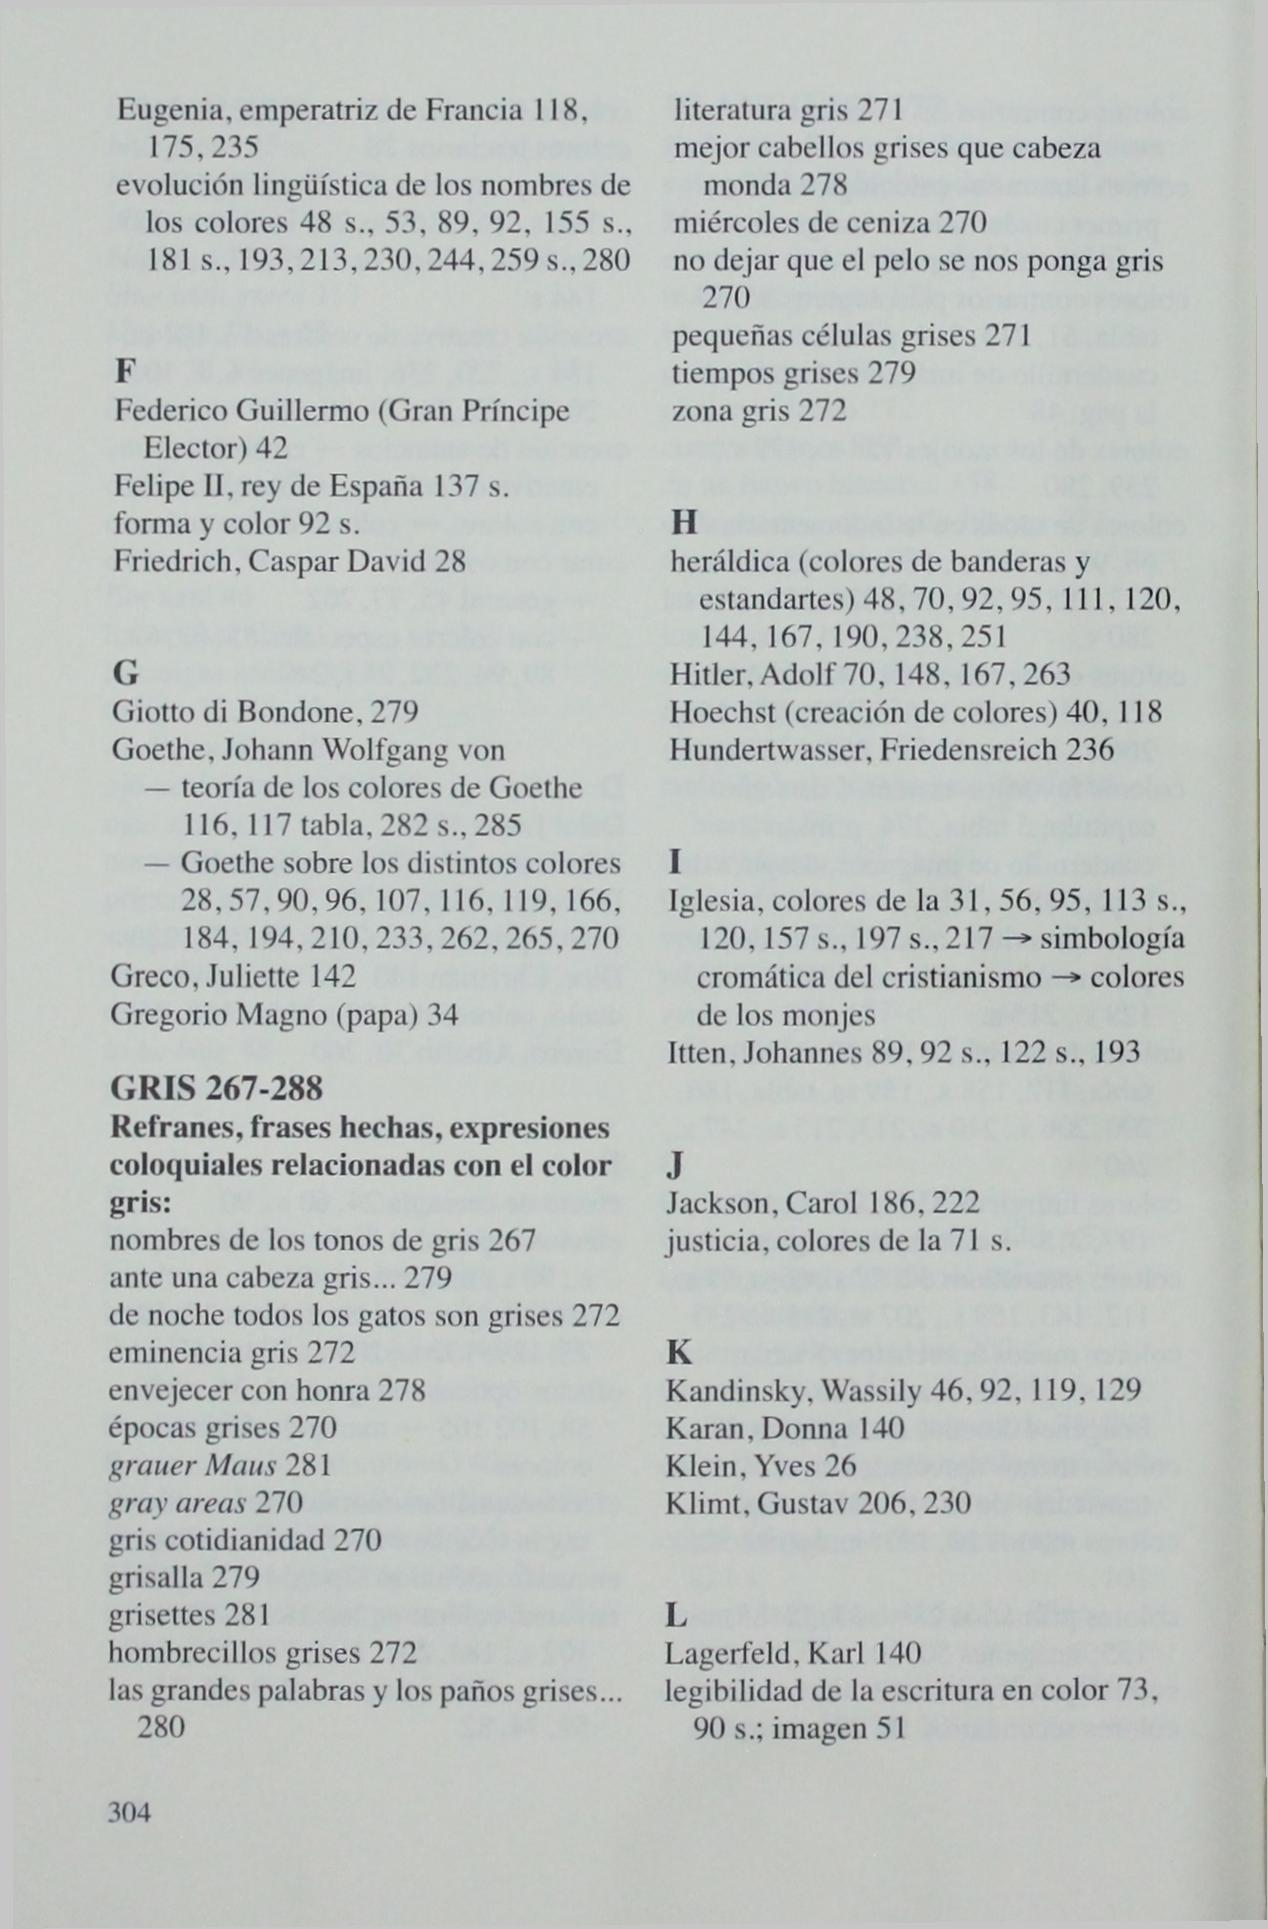 Eugenia, emperatriz de Francia 118,
175, 235
evolución lingüística de los nombres de
los colores 48 s., 53, 89, 92, 155 s.,
181 s., 193, 213, 230, 244, 259 s., 280
F
Federico Guillermo (Gran Príncipe
Elector) 42
Felipe II, rey de España 137 s.
forma y color 92 s.
Friedrich, Caspar David 28
G
Giotto di Bondone, 279
Goethe, Johann Wolfgang von
— teoría de los colores de Goethe
116, 117 tabla, 282 s., 285
— Goethe sobre los distintos colores
28, 57, 90, 96, 107, 116, 119, 166,
184, 194, 210, 233, 262, 265, 270
Greco, Juliette 142
Gregorio Magno (papa) 34
GRIS 267-288
Refranes, frases hechas, expresiones
coloquiales relacionadas con el color
gris:
nombres de los tonos de gris 267
ante una cabeza gris... 279
de noche todos los gatos son grises 272
eminencia gris 272
envejecer con honra 278
épocas grises 270
grauer Maus 281
gray areas 270
gris cotidianidad 270
grisalla 279
grisettes 281
hombrecillos grises 272
las grandes palabras y los paños grises...
280
literatura gris 271
mejor cabellos grises que cabeza
monda 278
miércoles de ceniza 270
no dejar que el pelo se nos ponga gris
270
pequeñas células grises 271
tiempos grises 279
zona gris 272
H
heráldica (colores de banderas y
estandartes) 48, 70, 92, 95, 111, 120,
144, 167, 190, 238, 251
Hitler, Adolf 70, 148, 167, 263
Hoechst (creación de colores) 40, 118
Hundertwasser, Friedensreich 236
I
Iglesia, colores de la 31, 56, 95, 113 s.,
120, 157 s., 197 s., 217 → simbología
cromática del cristianismo → colores
de los monjes
Itten, Johannes 89, 92 s., 122 s., 193
J
Jackson, Carol 186, 222
justicia, colores de la 71 s.
K
Kandinsky, Wassily 46, 92, 119, 129
Karan, Donna 140
Klein, Yves 26
Klimt, Gustav 206, 230
L
Lagerfeld, Karl 140
legibilidad de la escritura en color 73,
90 s.; imagen 51
304